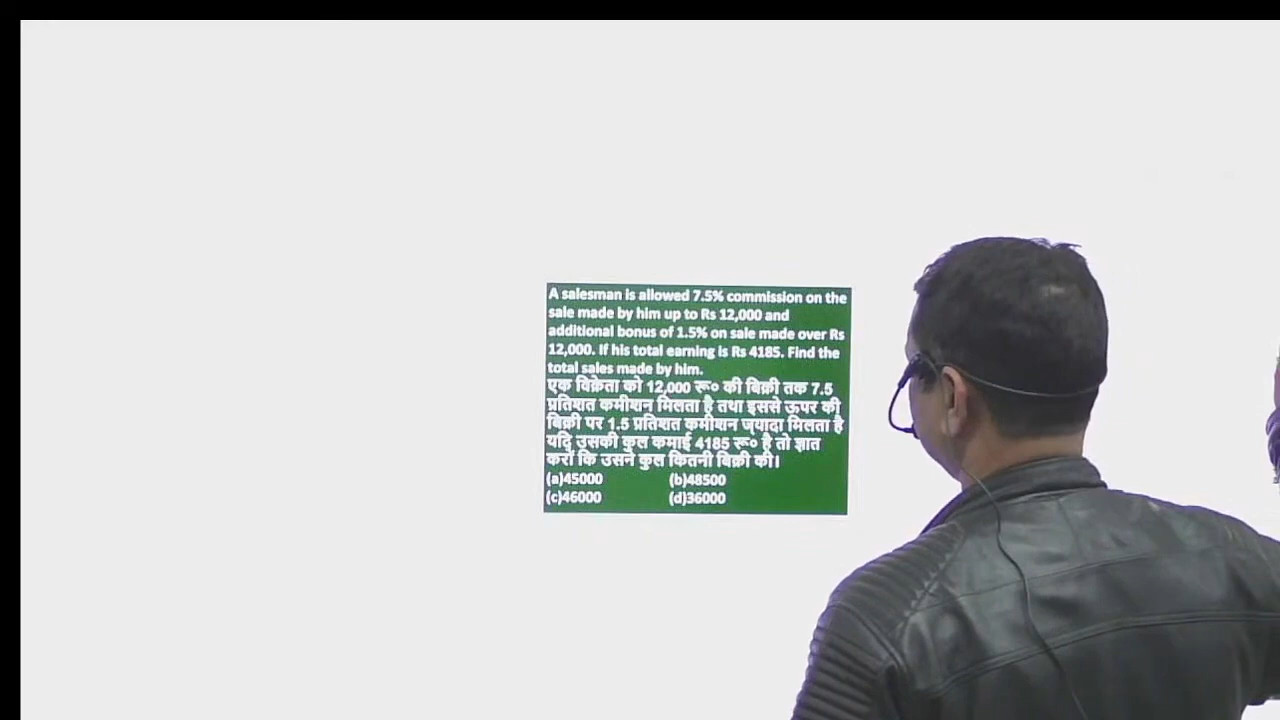 A salesman is allowed 7.5% commission on the
sale made by him up to Rs 12,000 and
additional bonus of 1.5% on sale made over Rs
12,000. If his total earning is Rs 4185. Find the
total sales made by him.
एक विक्रेता को 12,000 रू० की बिक्री तक 7.5
प्रतिशत कमीशन मिलता है तथा इससे ऊपर की
बिक्री पर 1.5 प्रतिशत कमीशन ज्यादा मिलता है
यदि उसकी कुल कमाई 4185 रू० है तो ज्ञात
करों कि उसने कुल कितनी बिक्री की।
(a)45000 (b)48500
(c)46000 (d)36000